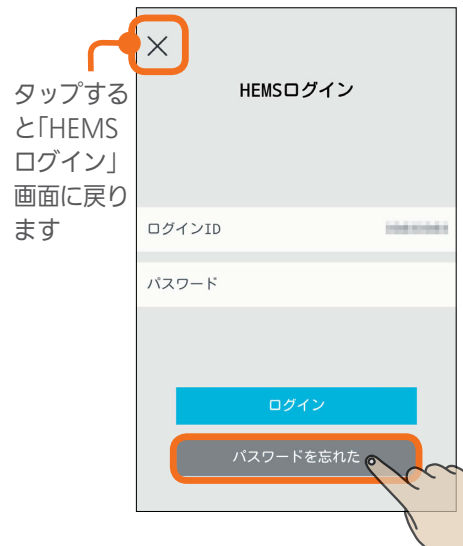 タップする
と「HEMS
ログイン」
画面に戻り
ます
HEMSログイン
ログインID
パスワード
ログイン
パスワードを忘れた